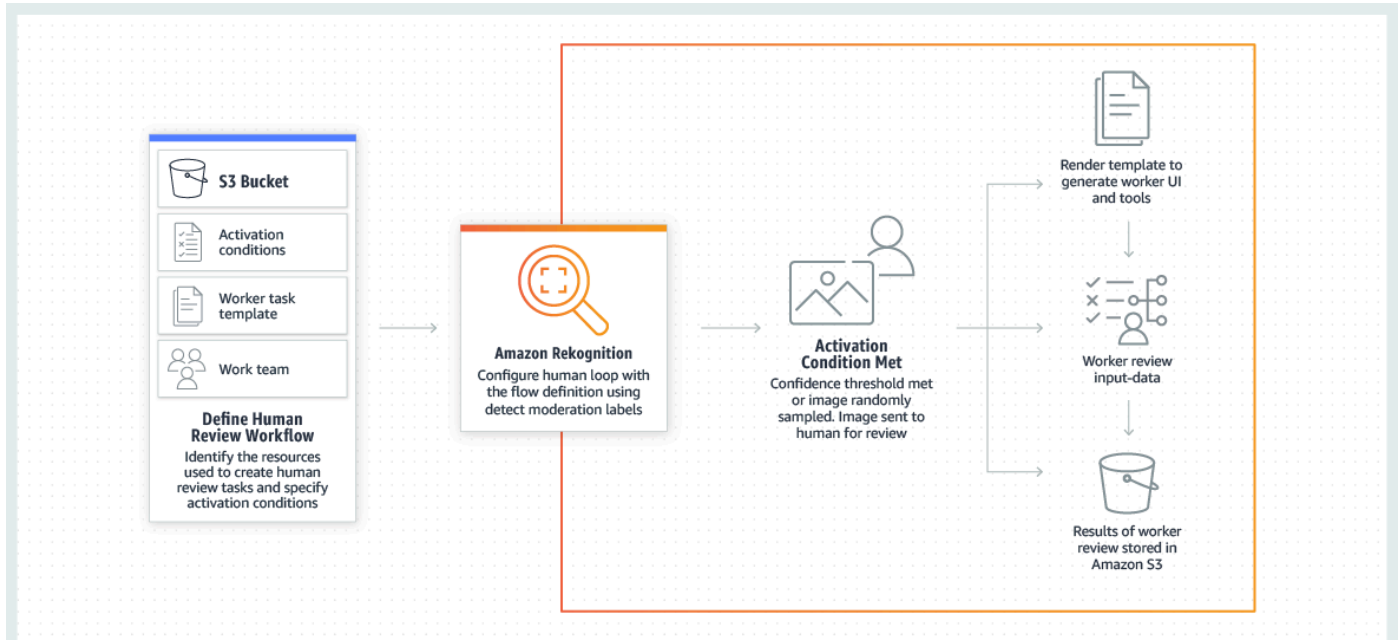 S3 Bucket
Activation
conditions
Worker task
template
Work team
Define Human
Review Workflow
Identify the resources
used to create human
review tasks and specify
activation conditions
Amazon Rekognition
Configure human loop with
the flow definition using
detect moderation labels
Activation
Condition Met
Confidence threshold met
or image randomly
sampled. Image sent to
human for review
Render template to
generate worker UI
and tools
Worker review
input-data
Results of worker
review stored in
Amazon S3